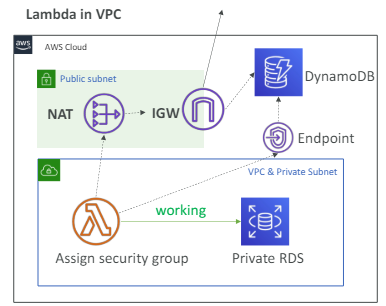 Lambda in VPC
aws
AWS Cloud
Public subnet
DynamoDB
NAT
IGW
Endpoint
VPC & Private Subnet
working
Assign security group
Private RDS